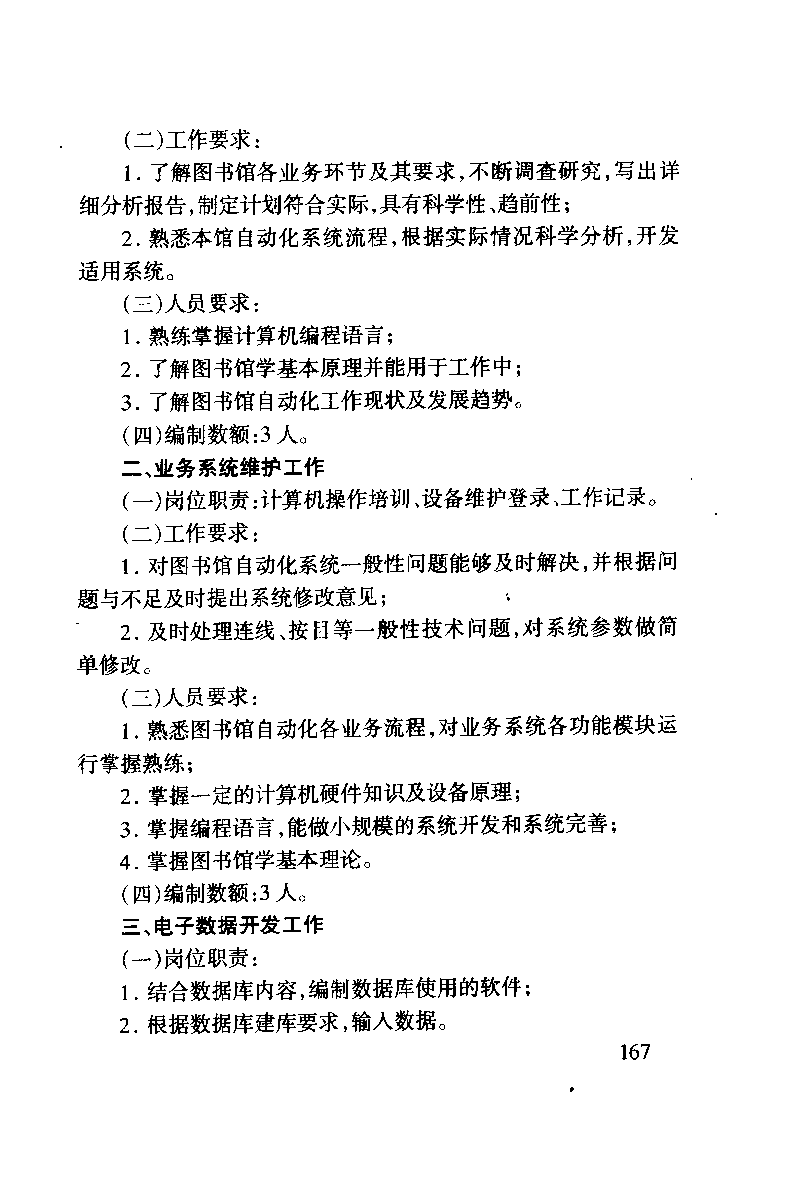 (二)工作要求:
1. 了解图书馆各业务环节及其要求,不断调查研究,写出详
细分析报告,制定计划符合实际,具有科学性、趋前性;
2. 熟悉本馆自动化系统流程,根据实际情况科学分析,开发
适用系统。
(三)人员要求:
1. 熟练掌握计算机编程语言;
2. 了解图书馆学基本原理并能用于工作中;
3. 了解图书馆自动化工作现状及发展趋势。
(四)编制数额:3 人。
二、业务系统维护工作
(一)岗位职责:计算机操作培训、设备维护登录、工作记录。
(二)工作要求:
1. 对图书馆自动化系统一般性问题能够及时解决,并根据问
题与不足及时提出系统修改意见;
2. 及时处理连线、按目等一般性技术问题,对系统参数做简
单修改。
(三)人员要求:
1. 熟悉图书馆自动化各业务流程,对业务系统各功能模块运
行掌握熟练;
2. 掌握一定的计算机硬件知识及设备原理;
3. 掌握编程语言,能做小规模的系统开发和系统完善;
4. 掌握图书馆学基本理论。
(四)编制数额:3 人。
三、电子数据开发工作
(一)岗位职责:
1. 结合数据库内容,编制数据库使用的软件;
2. 根据数据库建库要求,输入数据。
167